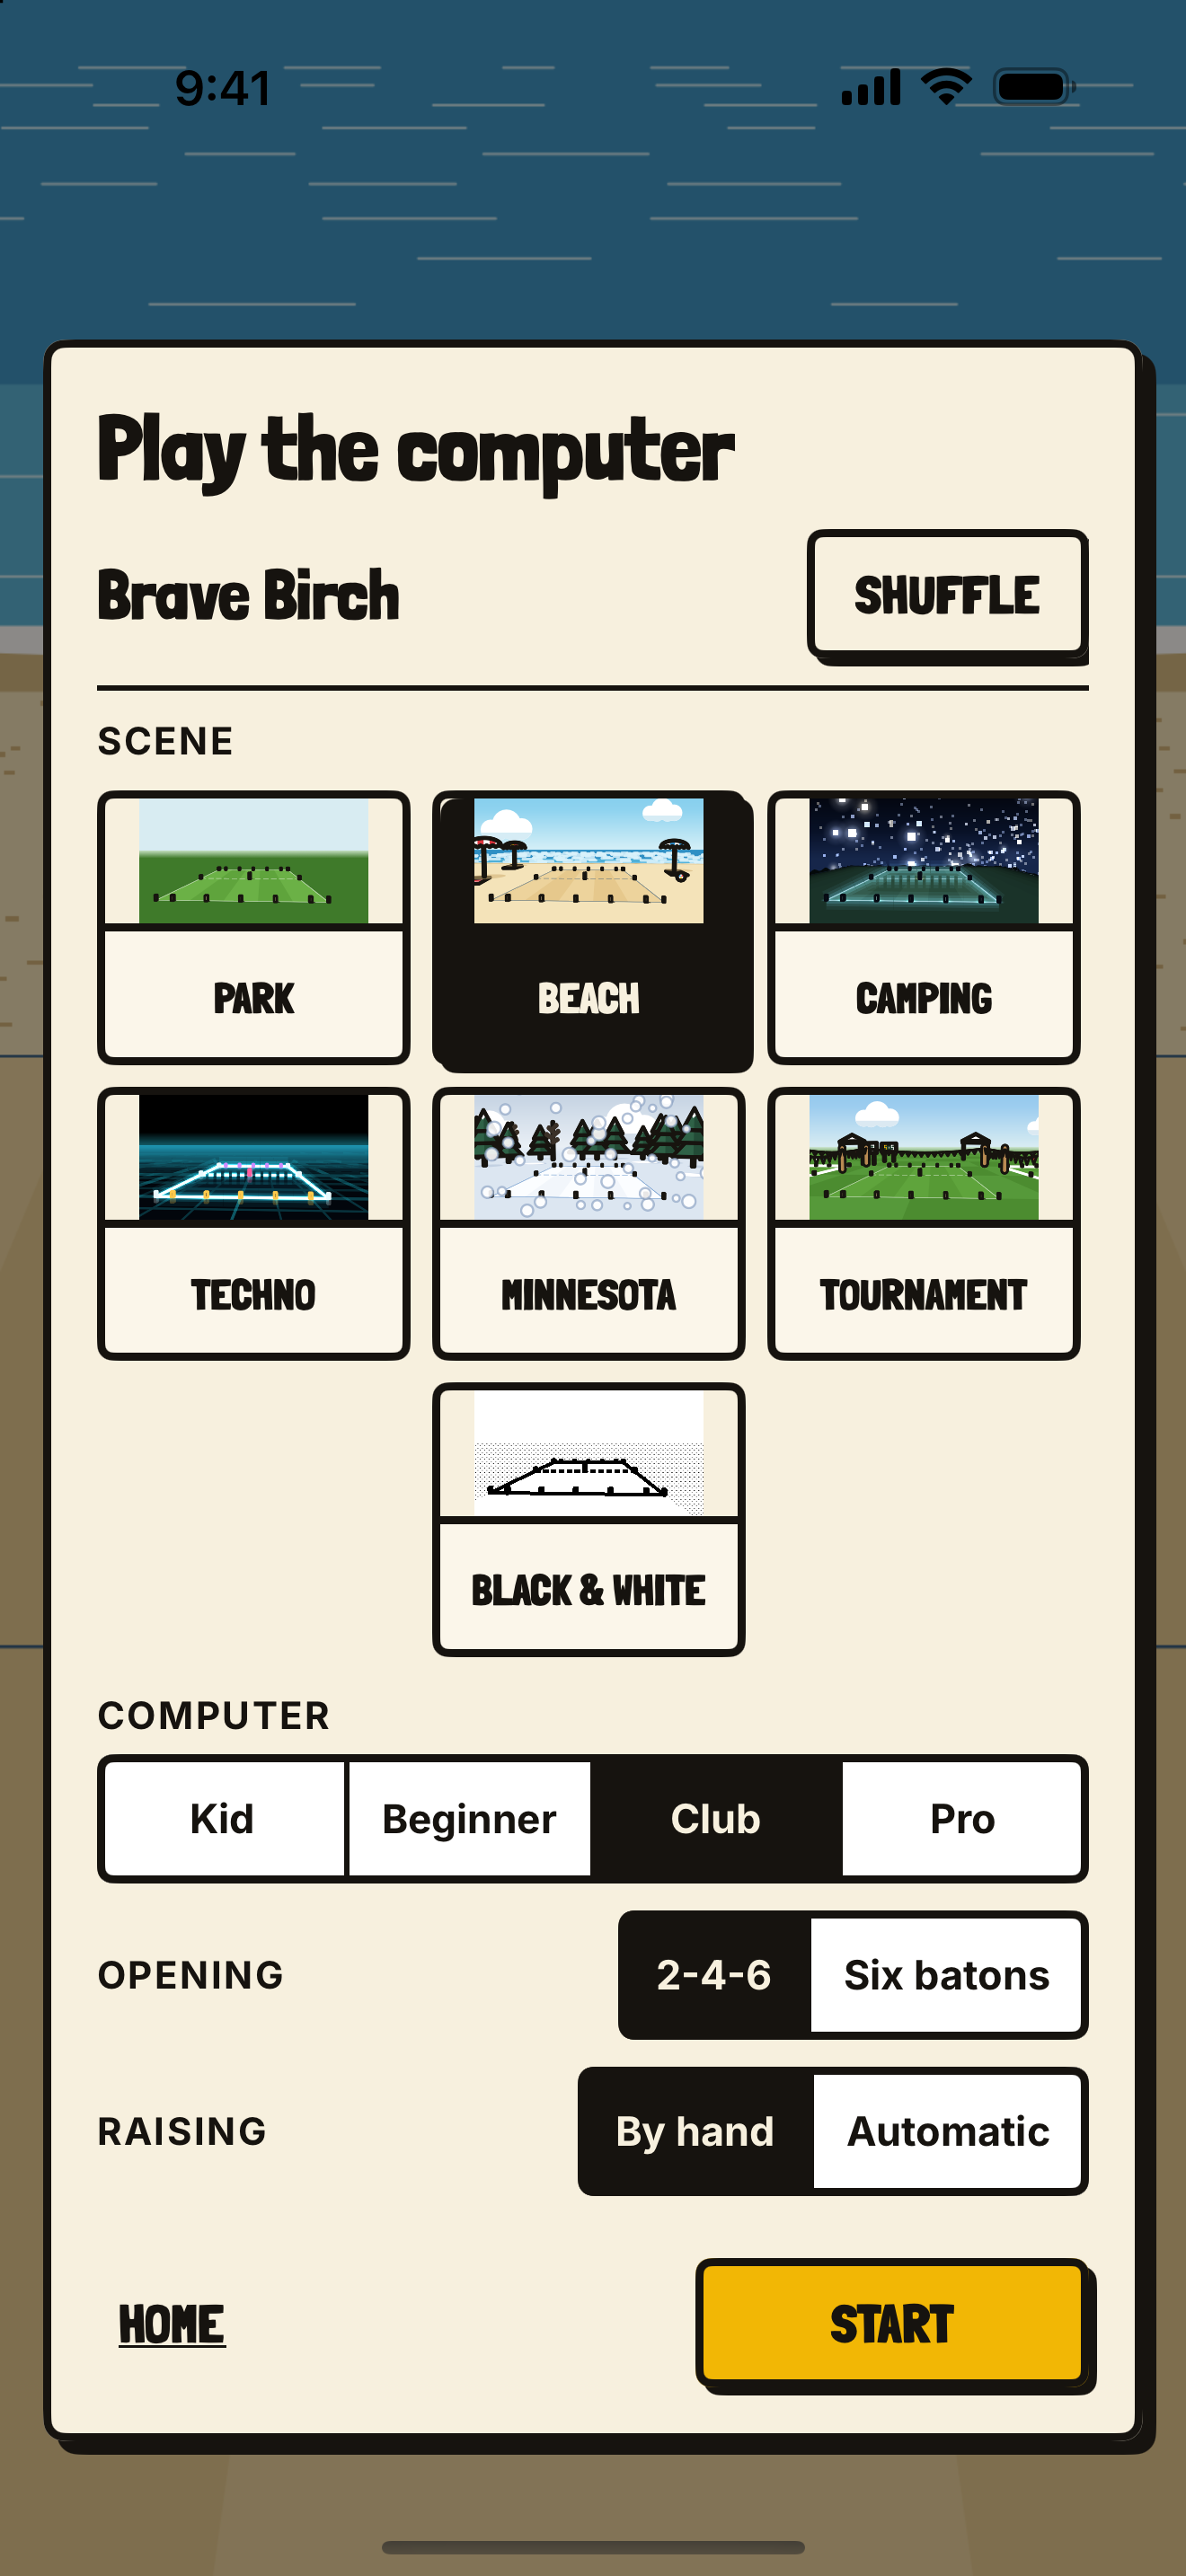 9:41
Play the computer
Brave Birch
SHUFFLE
SCENE
PARK
BEACH
CAMPING
TECHNO
MINNESOTA
TOURNAMENT
BLACK & WHITE
COMPUTER
Kid
Beginner
Club
Pro
OPENING
2-4-6
Six batons
RAISING
By hand
Automatic
HOME
START